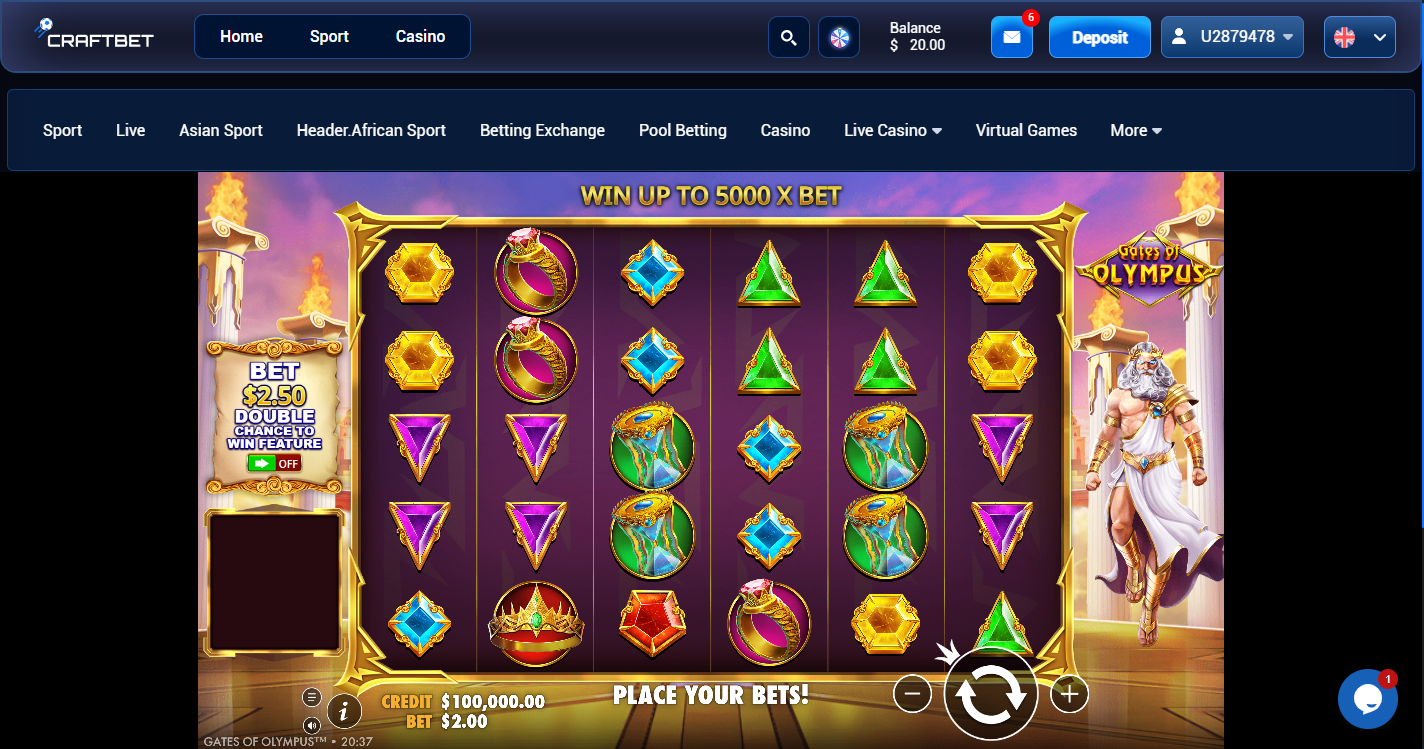 CRAFTBET
Home Sport Casino
Balance
$ 20.00
6
Deposit
U2879478
Sport Live Asian Sport Header.African Sport Betting Exchange Pool Betting Casino Live Casino Virtual Games More
WIN UP TO 5000 X BET
Gates of
OLYMPUS
BET
$2.50
DOUBLE
CHANCE TO
WIN FEATURE
OFF
CREDIT $100,000.00
BET $2.00
PLACE YOUR BETS!
GATES OF OLYMPUS™ • 20:37
1